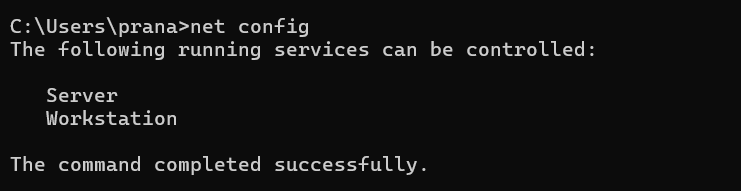 C:\Users\prana>net config
The following running services can be controlled:
Server
Workstation
The command completed successfully.